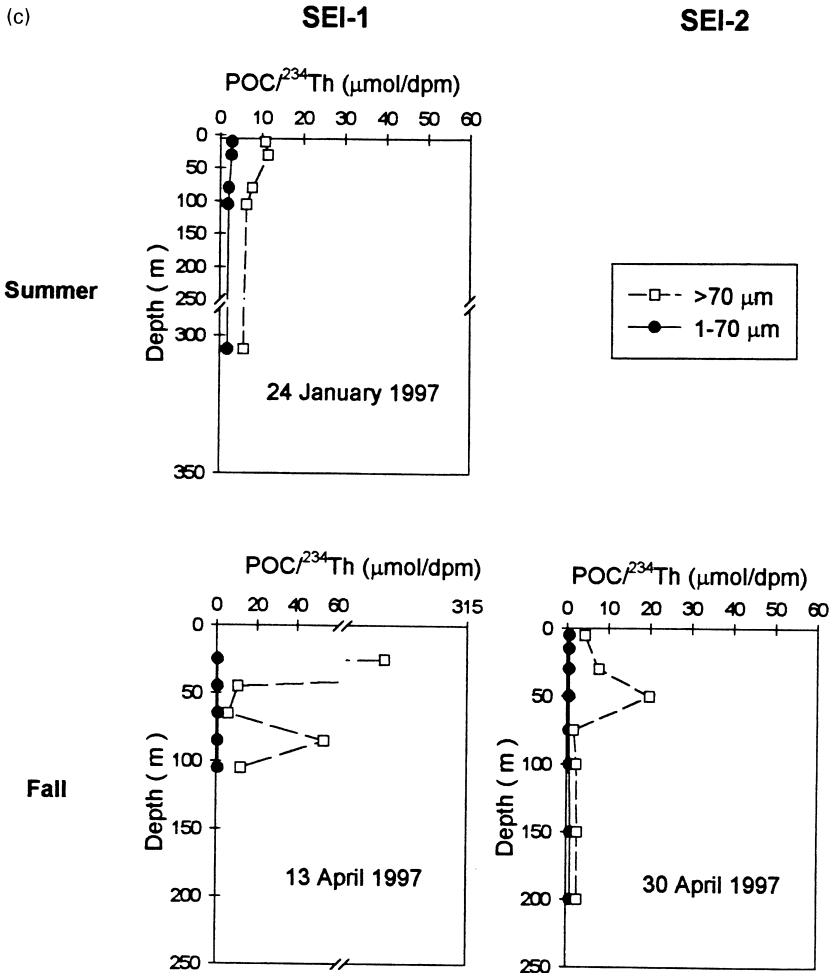 (c)
SEI-1
SEI-2
POC/²³⁴Th (μmol/dpm)
0 10 20 30 40 50 60
0
50
100
150
200
250
300
350
Depth ( m )
Summer
24 January 1997
>70 μm
1-70 μm
POC/²³⁴Th (μmol/dpm)
0 20 40 60 315
0
50
100
150
200
250
Depth ( m )
Fall
13 April 1997
POC/²³⁴Th (μmol/dpm)
0 10 20 30 40 50 60
0
50
100
150
200
250
Depth ( m )
30 April 1997